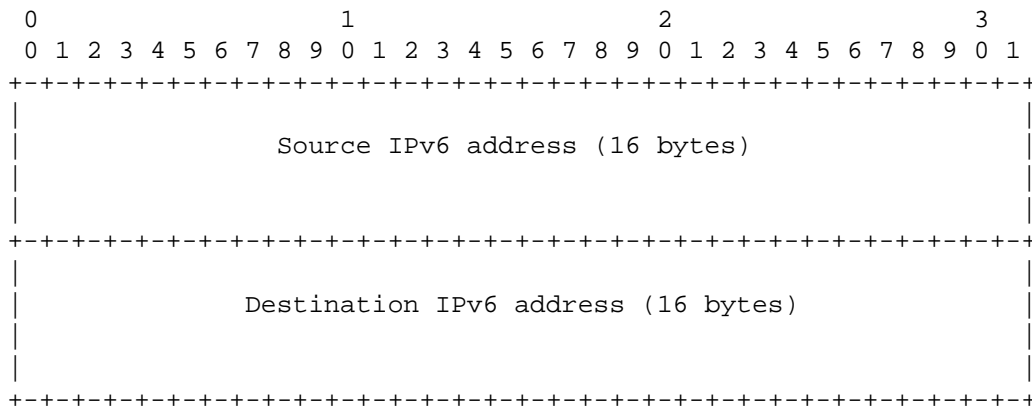 0                   1                   2                   3
 0 1 2 3 4 5 6 7 8 9 0 1 2 3 4 5 6 7 8 9 0 1 2 3 4 5 6 7 8 9 0 1
+-+-+-+-+-+-+-+-+-+-+-+-+-+-+-+-+-+-+-+-+-+-+-+-+-+-+-+-+-+-+-+-+
|                                                               |
|                Source IPv6 address (16 bytes)                 |
|                                                               |
|                                                               |
+-+-+-+-+-+-+-+-+-+-+-+-+-+-+-+-+-+-+-+-+-+-+-+-+-+-+-+-+-+-+-+-+
|                                                               |
|              Destination IPv6 address (16 bytes)              |
|                                                               |
|                                                               |
+-+-+-+-+-+-+-+-+-+-+-+-+-+-+-+-+-+-+-+-+-+-+-+-+-+-+-+-+-+-+-+-+